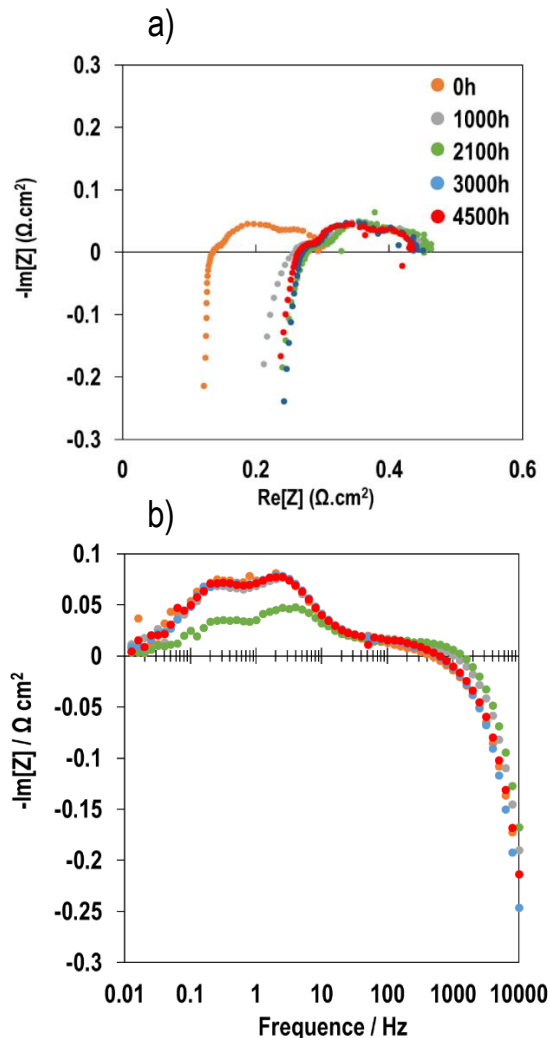 a)
0.3
0.2
0.1
0
-0.1
-0.2
-0.3
-Im[Z] (Ω.cm²)
0h
1000h
2100h
3000h
4500h
0 0.2 0.4 0.6
Re[Z] (Ω.cm²)
b)
0.1
0.05
0
-0.05
-0.1
-0.15
-0.2
-0.25
-0.3
-Im[Z] / Ω cm²
0.01 0.1 1 10 100 1000 10000
Frequence / Hz